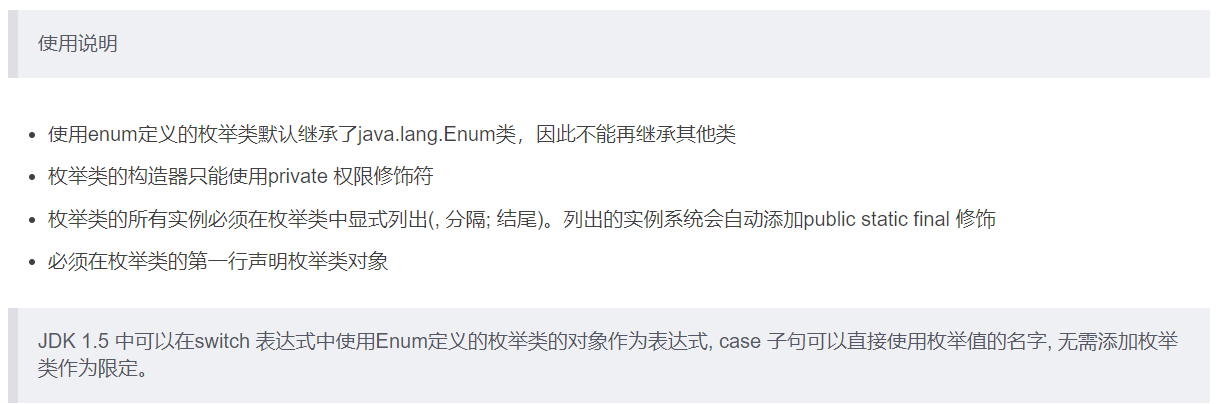 使用说明
使用enum定义的枚举类默认继承了java.lang.Enum类，因此不能再继承其他类
枚举类的构造器只能使用private 权限修饰符
枚举类的所有实例必须在枚举类中显式列出(, 分隔; 结尾)。列出的实例系统会自动添加public static final 修饰
必须在枚举类的第一行声明枚举类对象
JDK 1.5 中可以在switch 表达式中使用Enum定义的枚举类的对象作为表达式, case 子句可以直接使用枚举值的名字, 无需添加枚举
类作为限定。